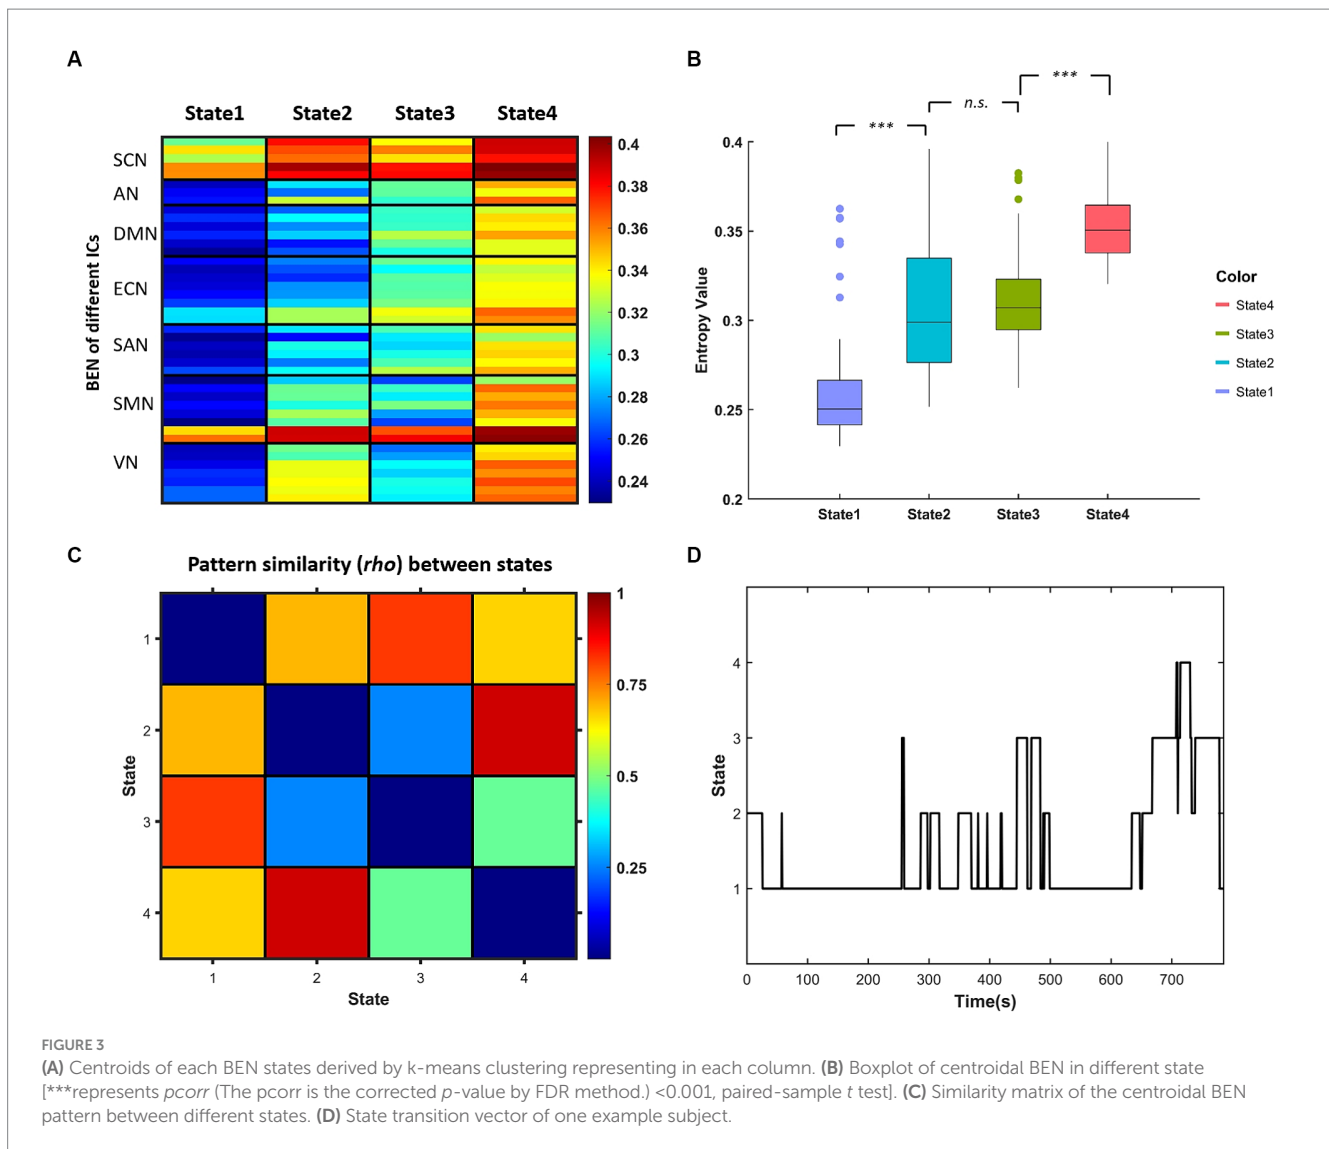 A
State1 State2 State3 State4
BEN of different ICs
SCN
AN
DMN
ECN
SAN
SMN
VN
0.4
0.38
0.36
0.34
0.32
0.3
0.28
0.26
0.24
B
***
n.s.
***
Entropy Value
0.4
0.35
0.3
0.25
0.2
State1 State2 State3 State4
Color
State4
State3
State2
State1
C
Pattern similarity (rho) between states
State
1
2
3
4
1 2 3 4
State
1
0.75
0.5
0.25
D
State
4
3
2
1
0 100 200 300 400 500 600 700
Time(s)
FIGURE 3
(A) Centroids of each BEN states derived by k-means clustering representing in each column. (B) Boxplot of centroidal BEN in different state
[***represents pcorr (The pcorr is the corrected p-value by FDR method.) <0.001, paired-sample t test]. (C) Similarity matrix of the centroidal BEN
pattern between different states. (D) State transition vector of one example subject.